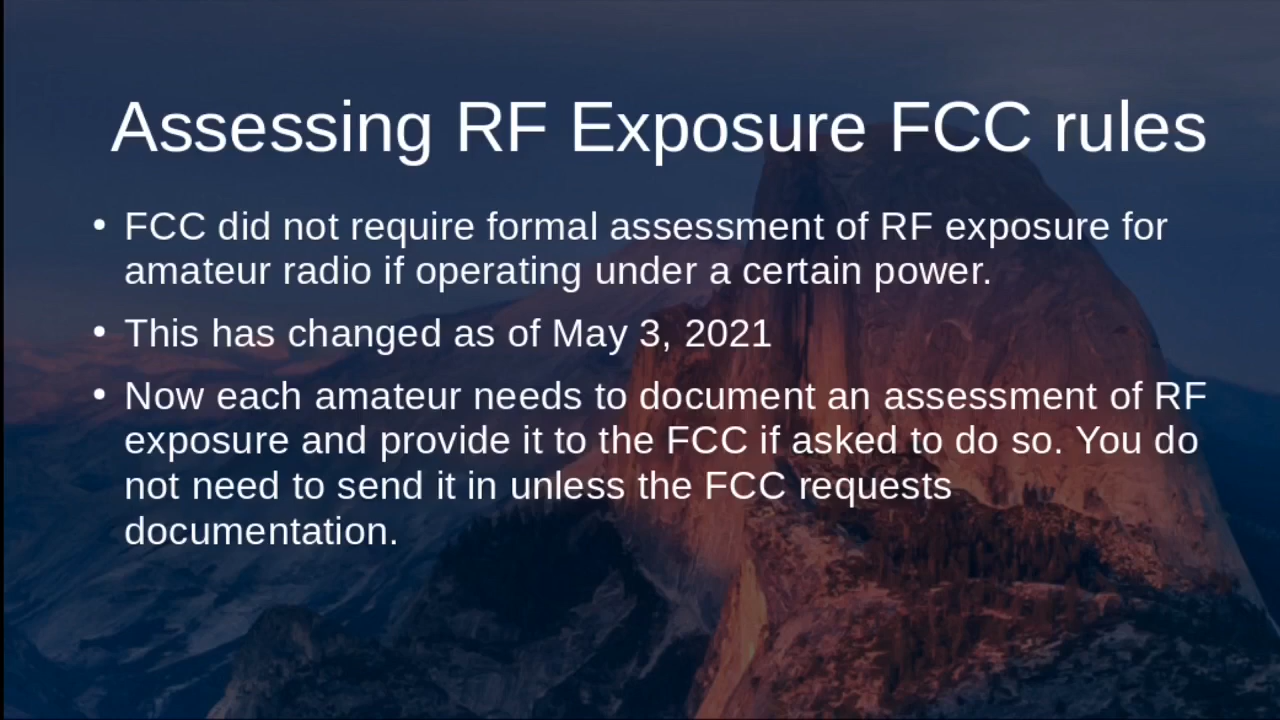 Assessing RF Exposure FCC rules
• FCC did not require formal assessment of RF exposure for
amateur radio if operating under a certain power.
• This has changed as of May 3, 2021
• Now each amateur needs to document an assessment of RF
exposure and provide it to the FCC if asked to do so. You do
not need to send it in unless the FCC requests
documentation.